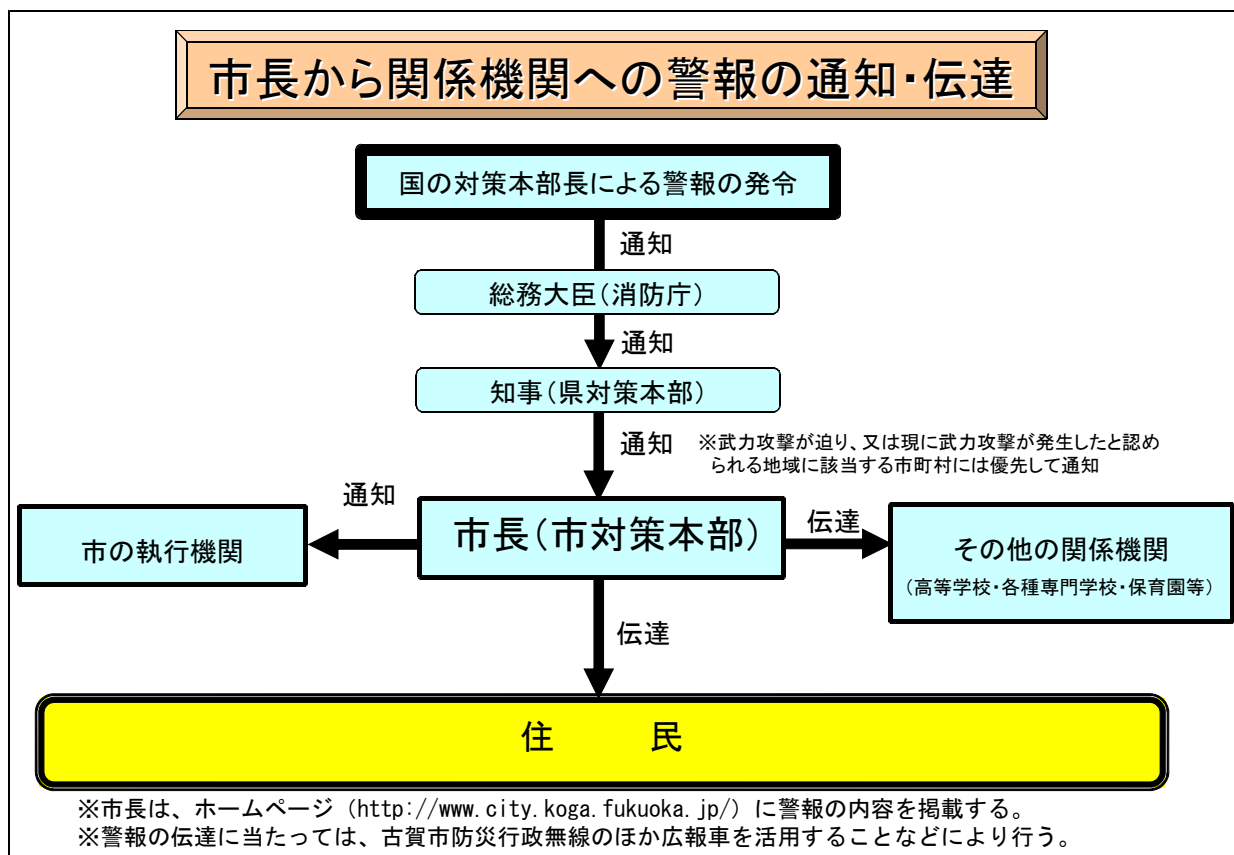 市長から関係機関への警報の通知・伝達
国の対策本部長による警報の発令
通知
総務大臣(消防庁)
通知
知事(県対策本部)
通知
※武力攻撃が迫り、又は現に武力攻撃が発生したと認め
られる地域に該当する市町村には優先して通知
通知
市の執行機関
市長(市対策本部)
伝達
その他の関係機関
(高等学校・各種専門学校・保育園等)
伝達
住 民
※市長は、ホームページ (http://www.city.koga.fukuoka.jp/) に警報の内容を掲載する。
※警報の伝達に当たっては、古賀市防災行政無線のほか広報車を活用することなどにより行う。